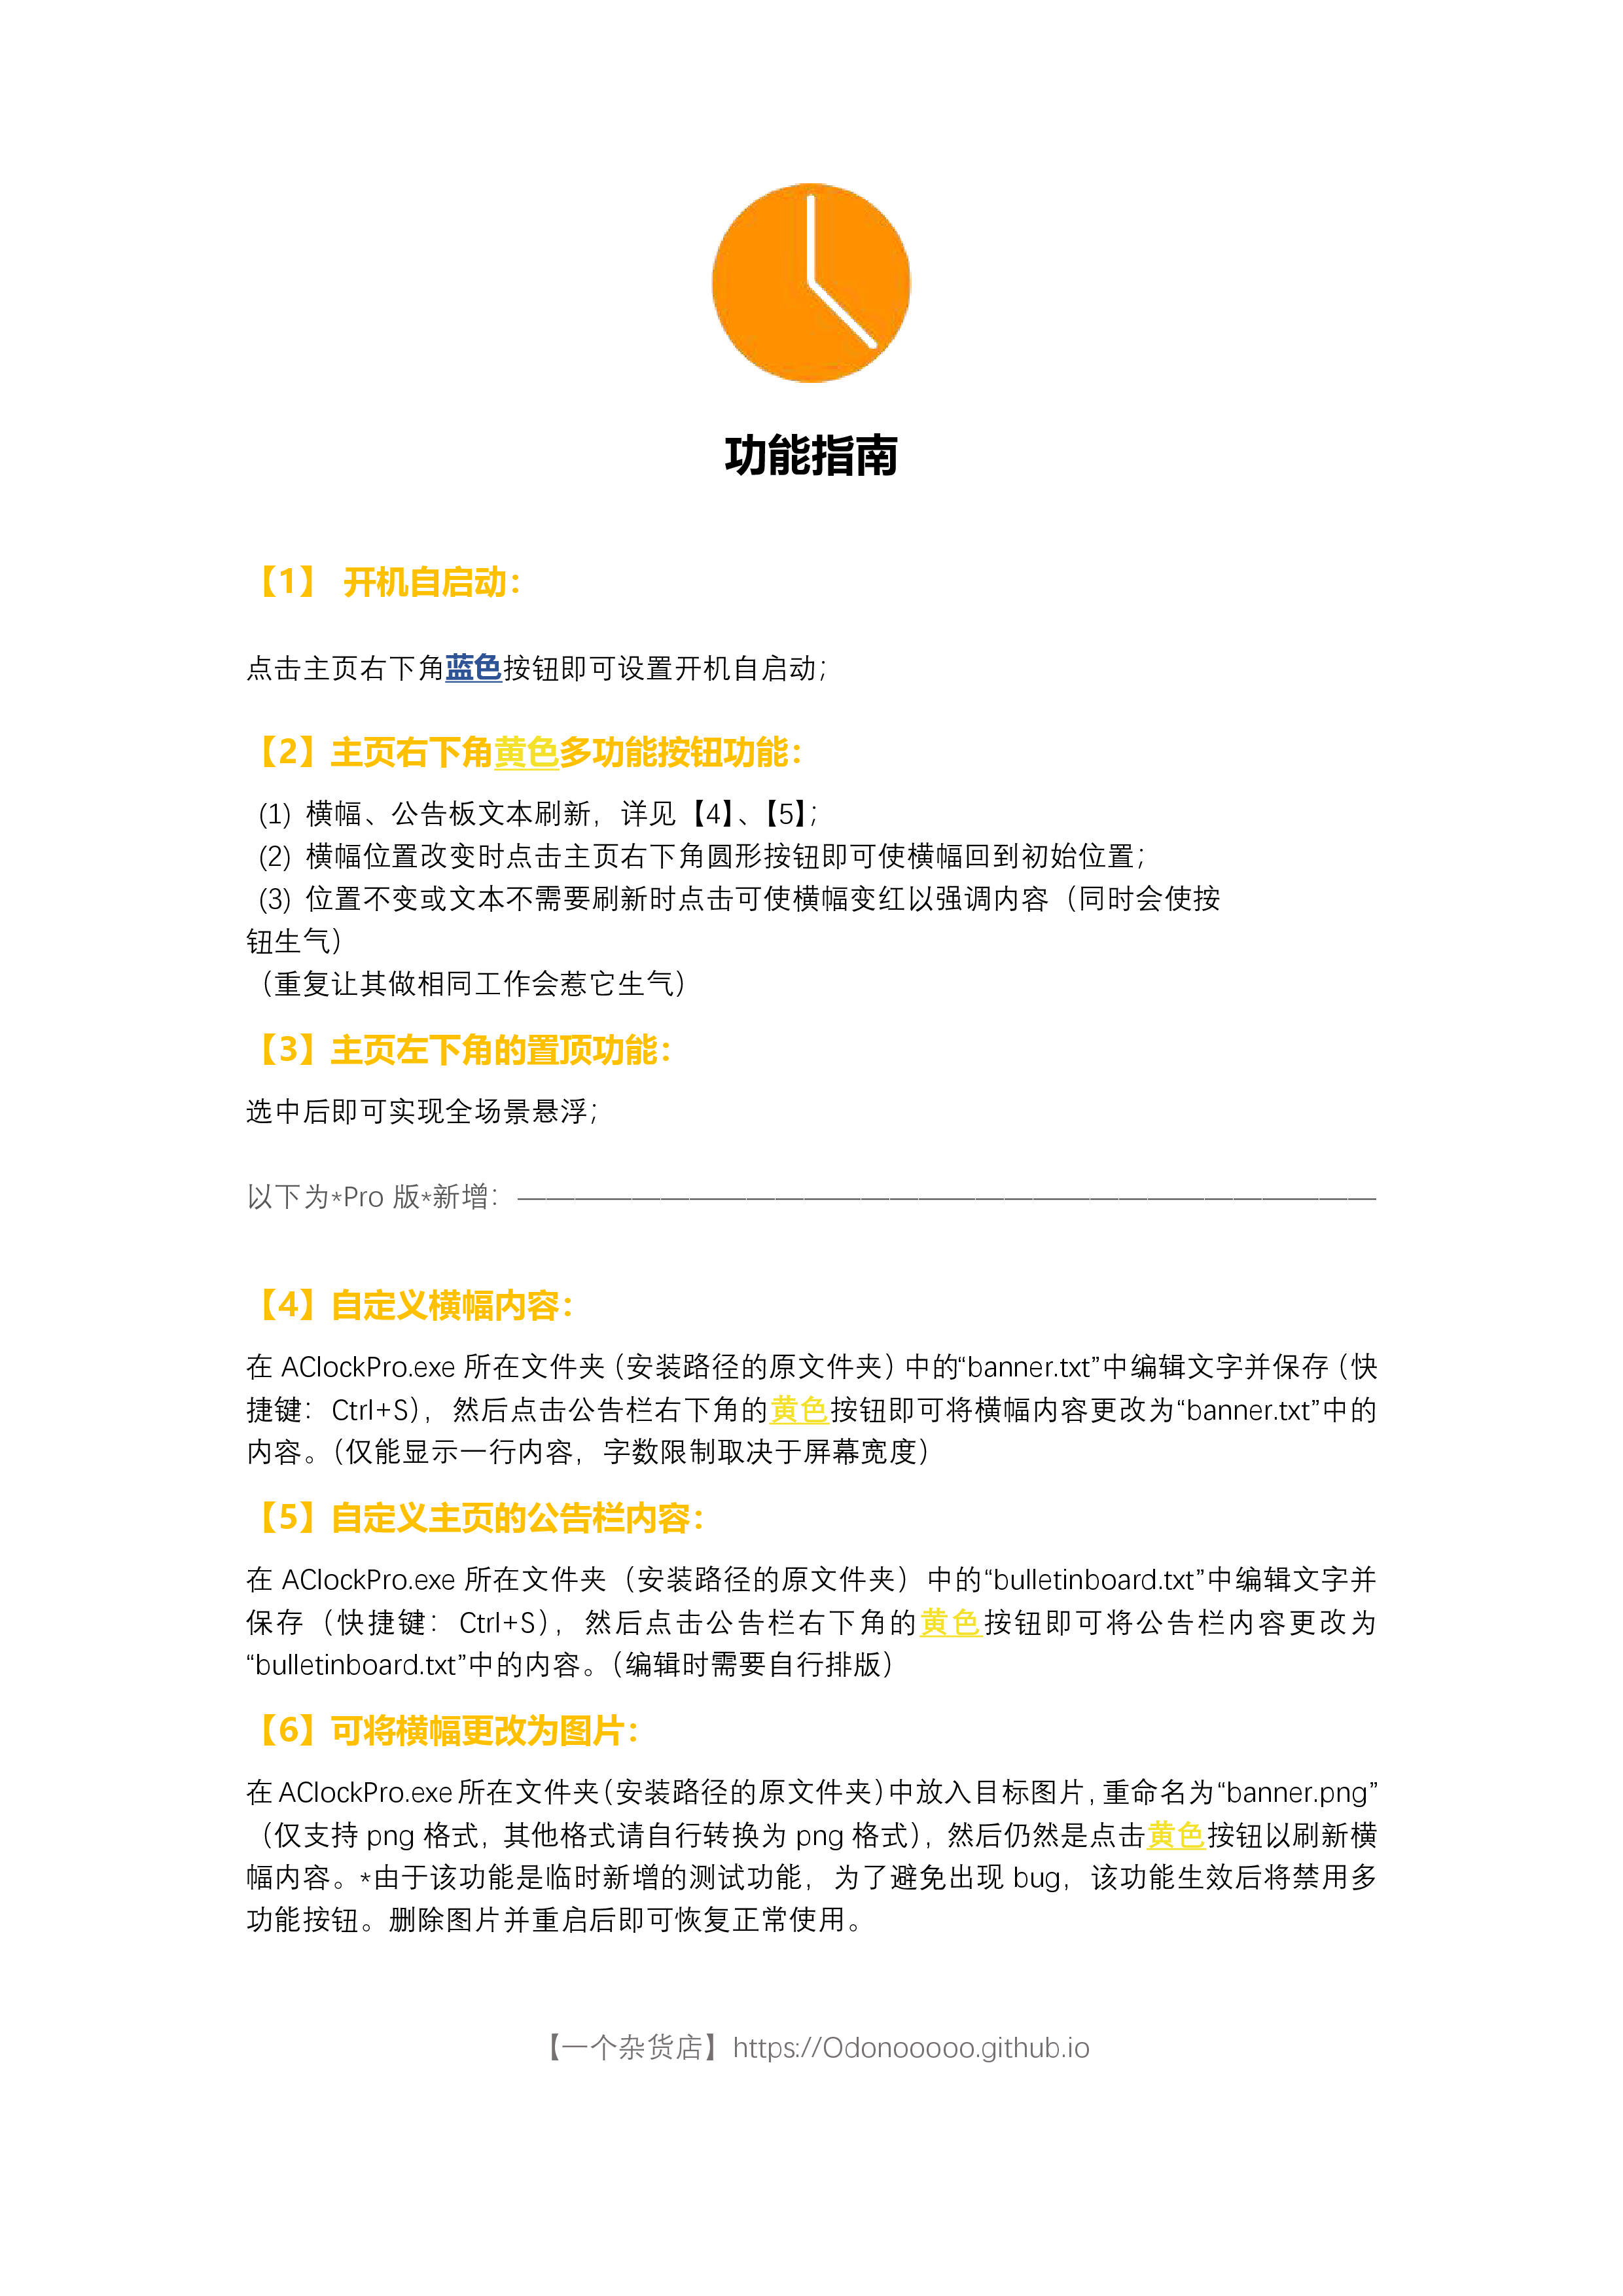 功能指南
【1】 开机自启动：
点击主页右下角蓝色按钮即可设置开机自启动；
【2】主页右下角黄色多功能按钮功能：
(1) 横幅、公告板文本刷新，详见【4】、【5】；
(2) 横幅位置改变时点击主页右下角圆形按钮即可使横幅回到初始位置；
(3) 位置不变或文本不需要刷新时点击可使横幅变红以强调内容（同时会使按
钮生气）
（重复让其做相同工作会惹它生气）
【3】主页左下角的置顶功能：
选中后即可实现全场景悬浮；
以下为*Pro 版*新增：——————————————————————————————
【4】自定义横幅内容：
在 AClockPro.exe 所在文件夹（安装路径的原文件夹）中的“banner.txt”中编辑文字并保存（快
捷键：Ctrl+S），然后点击公告栏右下角的黄色按钮即可将横幅内容更改为“banner.txt”中的
内容。（仅能显示一行内容，字数限制取决于屏幕宽度）
【5】自定义主页的公告栏内容：
在 AClockPro.exe 所在文件夹（安装路径的原文件夹）中的“bulletinboard.txt”中编辑文字并
保存（快捷键：Ctrl+S），然后点击公告栏右下角的黄色按钮即可将公告栏内容更改为
“bulletinboard.txt”中的内容。（编辑时需要自行排版）
【6】可将横幅更改为图片：
在 AClockPro.exe 所在文件夹（安装路径的原文件夹）中放入目标图片，重命名为“banner.png”
（仅支持 png 格式，其他格式请自行转换为 png 格式），然后仍然是点击黄色按钮以刷新横
幅内容。*由于该功能是临时新增的测试功能，为了避免出现 bug，该功能生效后将禁用多
功能按钮。删除图片并重启后即可恢复正常使用。
【一个杂货店】https://Odonooooo.github.io